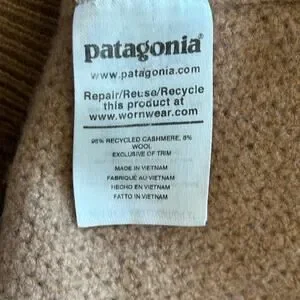 patagonia®
www.patagonia.com
Repair/Reuse/Recycle
this product at
www.wornwear.com
95% RECYCLED CASHMERE, 5%
WOOL
EXCLUSIVE OF TRIM
MADE IN VIETNAM
FABRIQUÉ AU VIETNAM
HECHO EN VIETNAM
FATTO IN VIETNAM